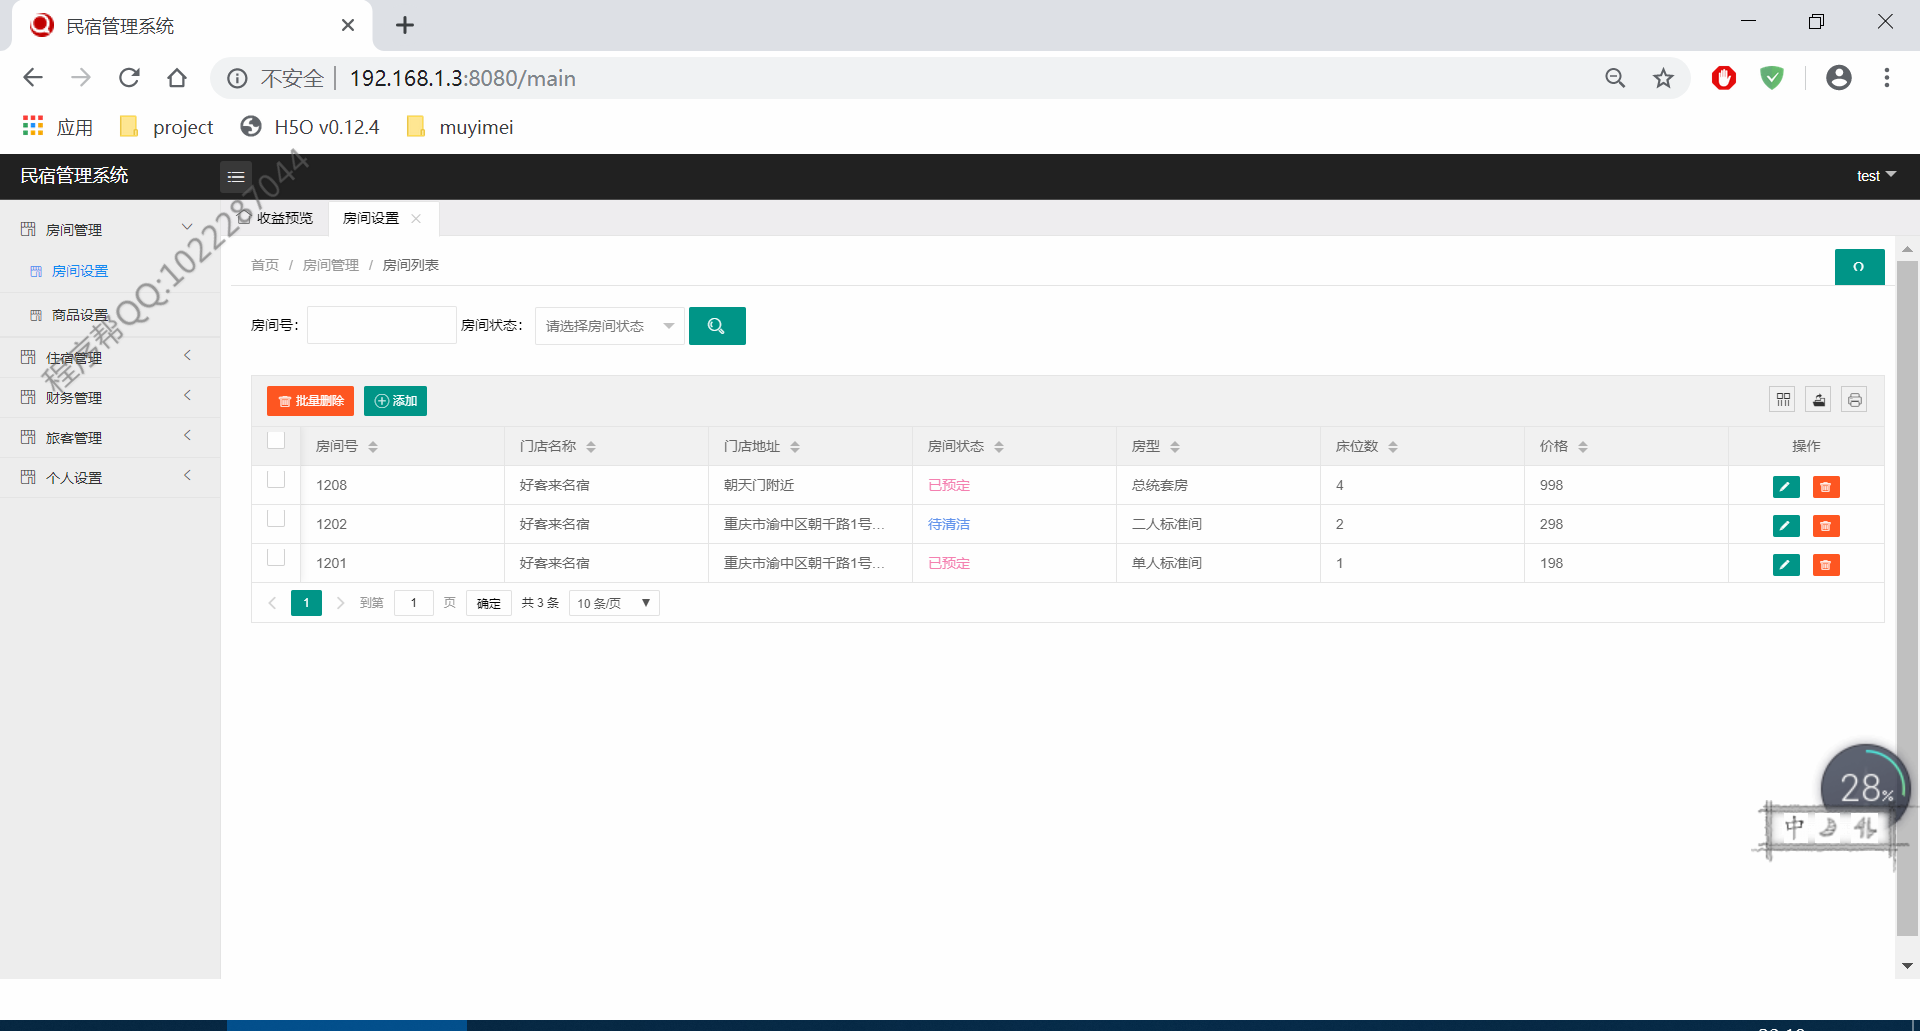 民宿管理系统
不安全 192.168.1.3:8080/main
应用 project H5O v0.12.4 muyimei
民宿管理系统 test
房间管理
房间设置
商品设置
住宿管理
财务管理
旅客管理
个人设置
程序帮QQ:1022287044
收益预览 房间设置
首页 / 房间管理 / 房间列表
房间号： 房间状态： 请选择房间状态
批量删除 添加
房间号 门店名称 门店地址 房间状态 房型 床位数 价格 操作
1208 好客来名宿 朝天门附近 已预定 总统套房 4 998
1202 好客来名宿 重庆市渝中区朝千路1号... 待清洁 二人标准间 2 298
1201 好客来名宿 重庆市渝中区朝千路1号... 已预定 单人标准间 1 198
1 到第 1 页 确定 共 3 条 10 条/页
28%
中